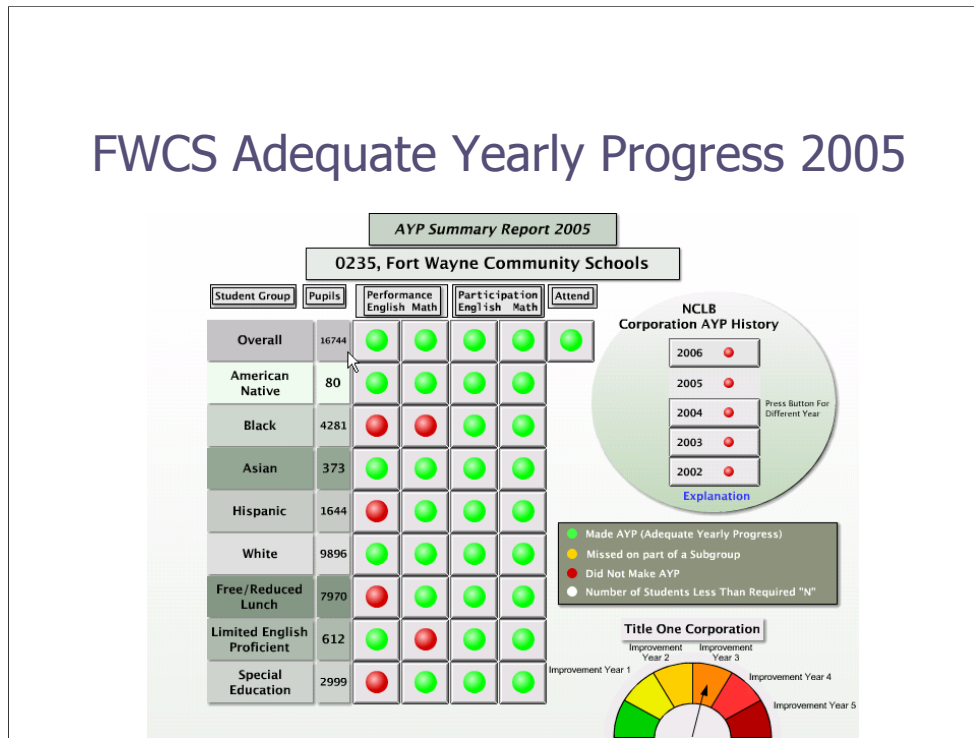 FWCS Adequate Yearly Progress 2005
AYP Summary Report 2005
0235, Fort Wayne Community Schools
Student Group Pupils Performance Participation Attend
English Math English Math
Overall 16744
American
Native 80
Black 4281
Asian 373
Hispanic 1644
White 9896
Free/Reduced
Lunch 7970
Limited English
Proficient 612
Special
Education 2999
NCLB
Corporation AYP History
2006
2005
2004
2003
2002
Press Button For
Different Year
Explanation
Made AYP (Adequate Yearly Progress)
Missed on part of a Subgroup
Did Not Make AYP
Number of Students Less Than Required "N"
Title One Corporation
Improvement Year 1
Improvement
Year 2
Improvement
Year 3
Improvement Year 4
Improvement Year 5